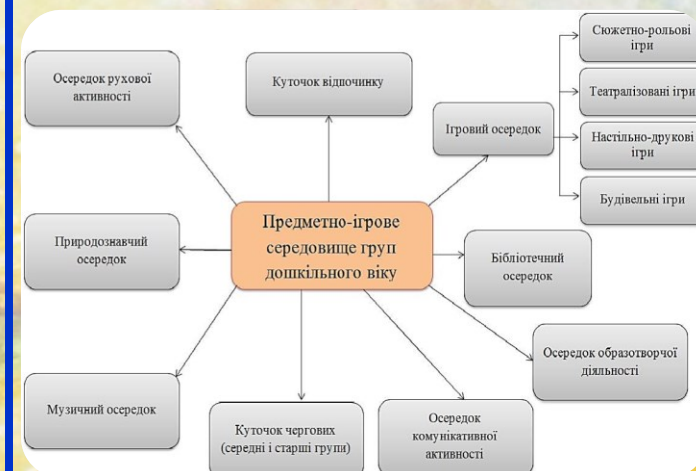 Сюжетно-рольові
ігри
Осередок рухової
активності
Куточок відпочинку
Театралізовані ігри
Ігровий осередок
Настільно-друкові
ігри
Будівельні ігри
Предметно-ігрове
середовище груп
дошкільного віку
Природознавчий
осередок
Бібліотечний
осередок
Осередок образотворчої
діяльності
Музичний осередок
Куточок чергових
(середні і старші групи)
Осередок
комунікативної
активності